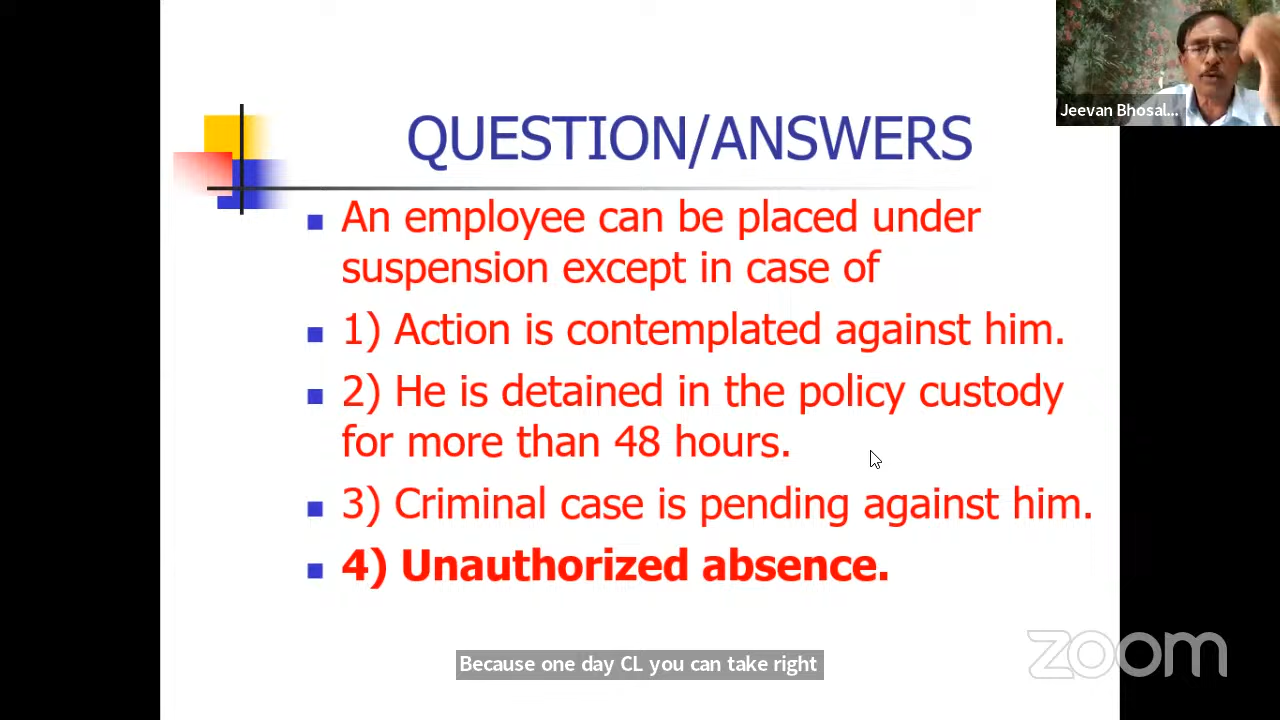 Jeevan Bhosal...
QUESTION/ANSWERS
An employee can be placed under
suspension except in case of
1) Action is contemplated against him.
2) He is detained in the policy custody
for more than 48 hours.
3) Criminal case is pending against him.
4) Unauthorized absence.
zoom
Because one day CL you can take right